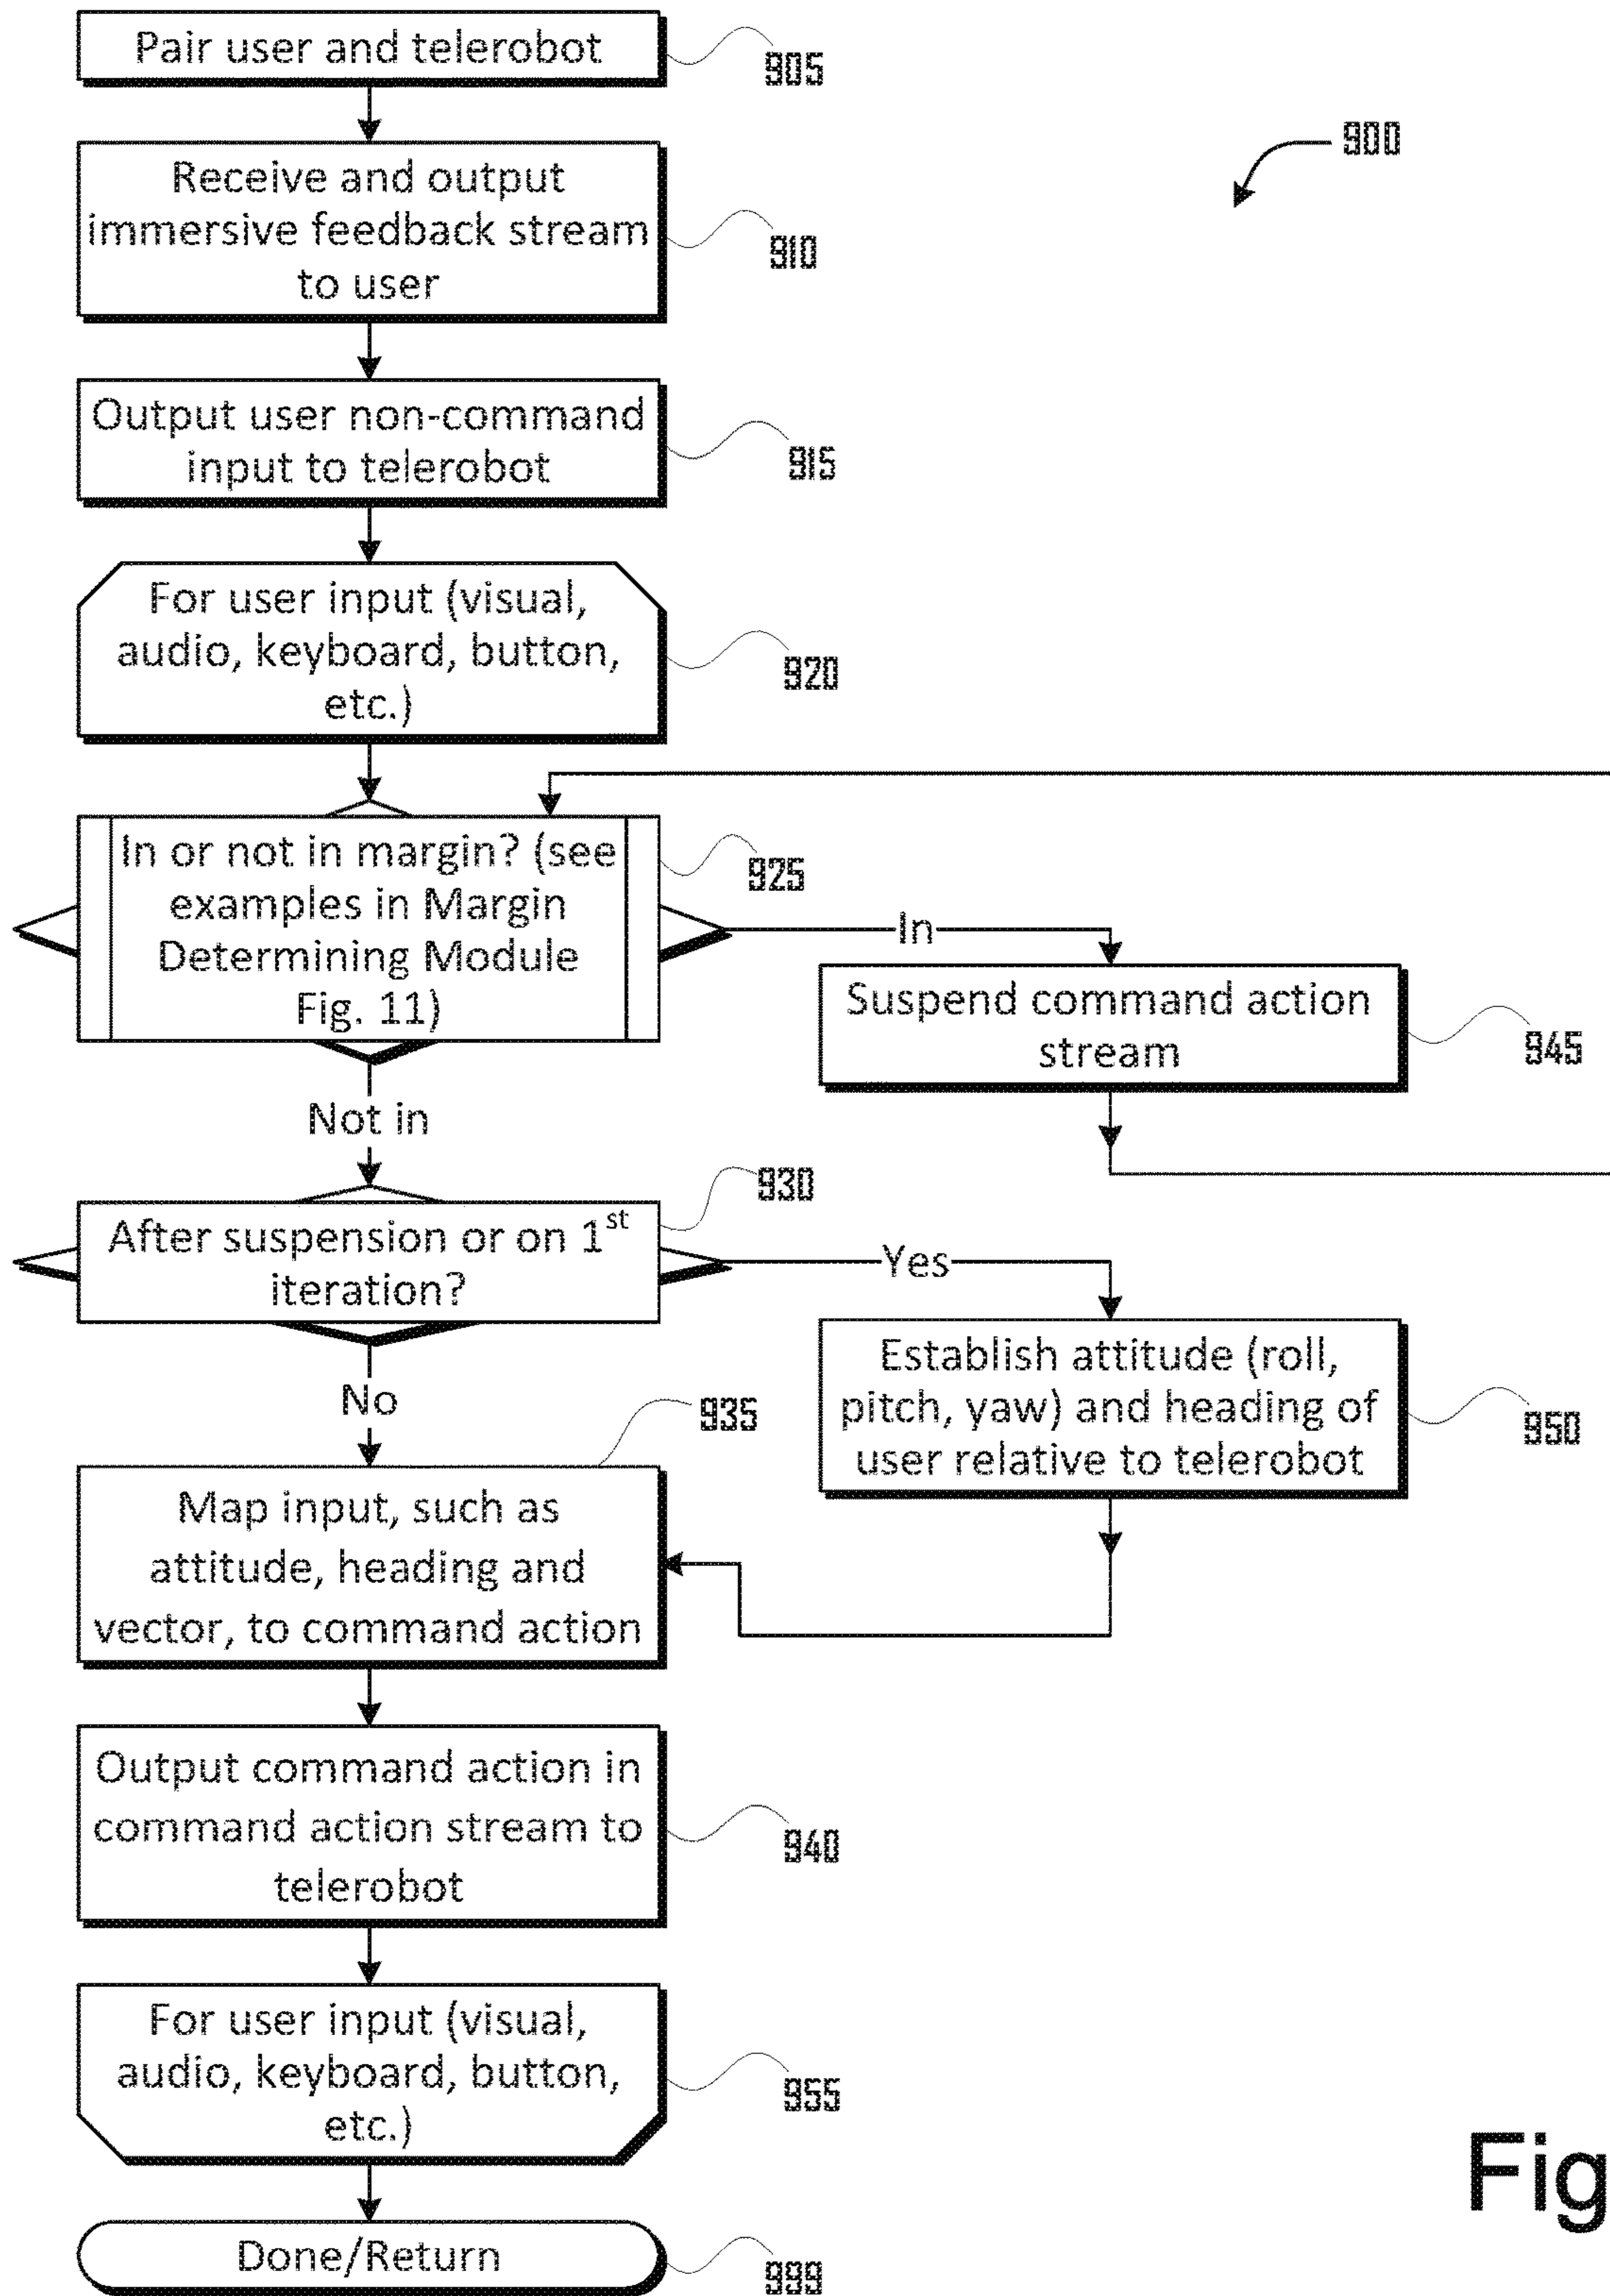 Pair user and telerobot
905
900
Receive and output
immersive feedback stream
to user
910
Output user non-command
input to telerobot
915
For user input (visual,
audio, keyboard, button,
etc.)
920
In or not in margin? (see
examples in Margin
Determining Module
Fig. 11)
925
In
Suspend command action
stream
945
Not in
930
After suspension or on 1st
iteration?
Yes
No
935
Establish attitude (roll,
pitch, yaw) and heading of
user relative to telerobot
950
Map input, such as
attitude, heading and
vector, to command action
Output command action in
command action stream to
telerobot
940
For user input (visual,
audio, keyboard, button,
etc.)
955
Fig
Done/Return
999